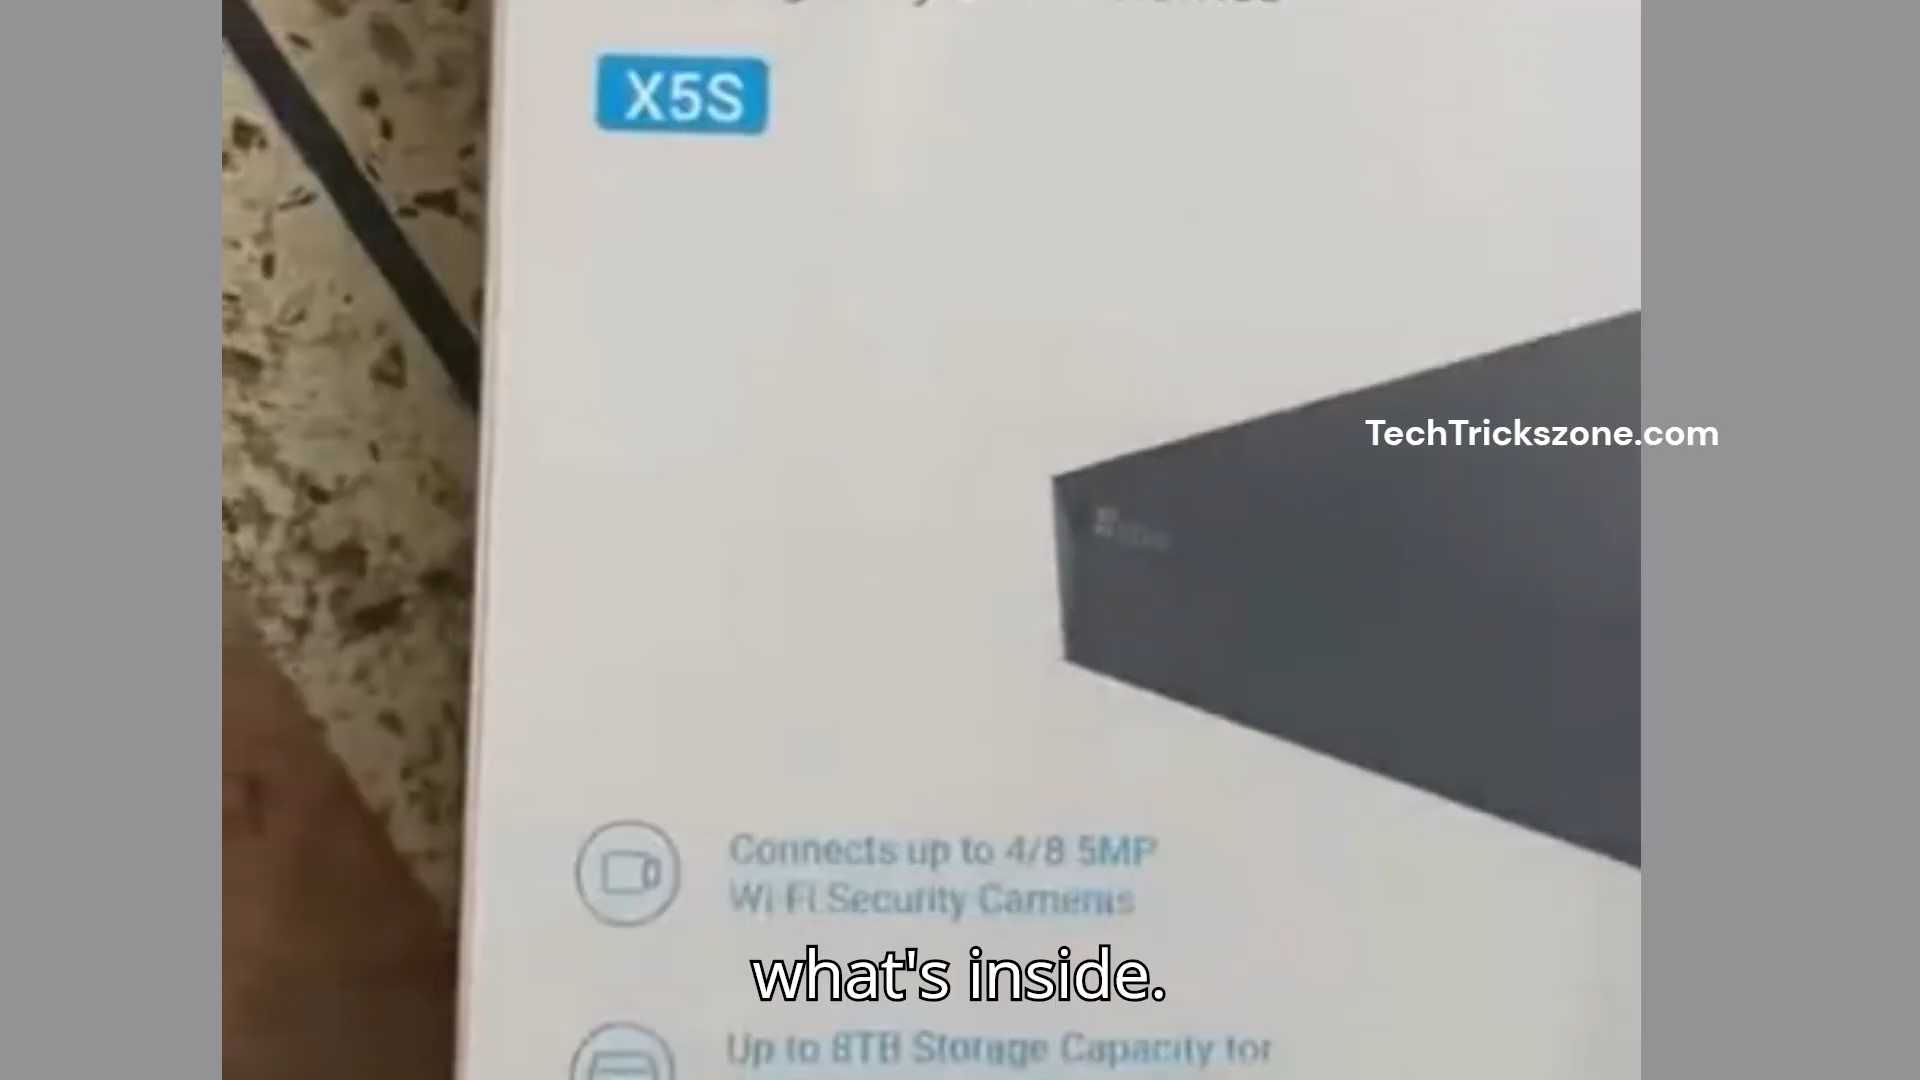 X5S
TechTrickszone.com
Connects up to 4/8 5MP
Wi-Fi Security Cameras
what's inside.
Up to 8TB Storage Capacity for